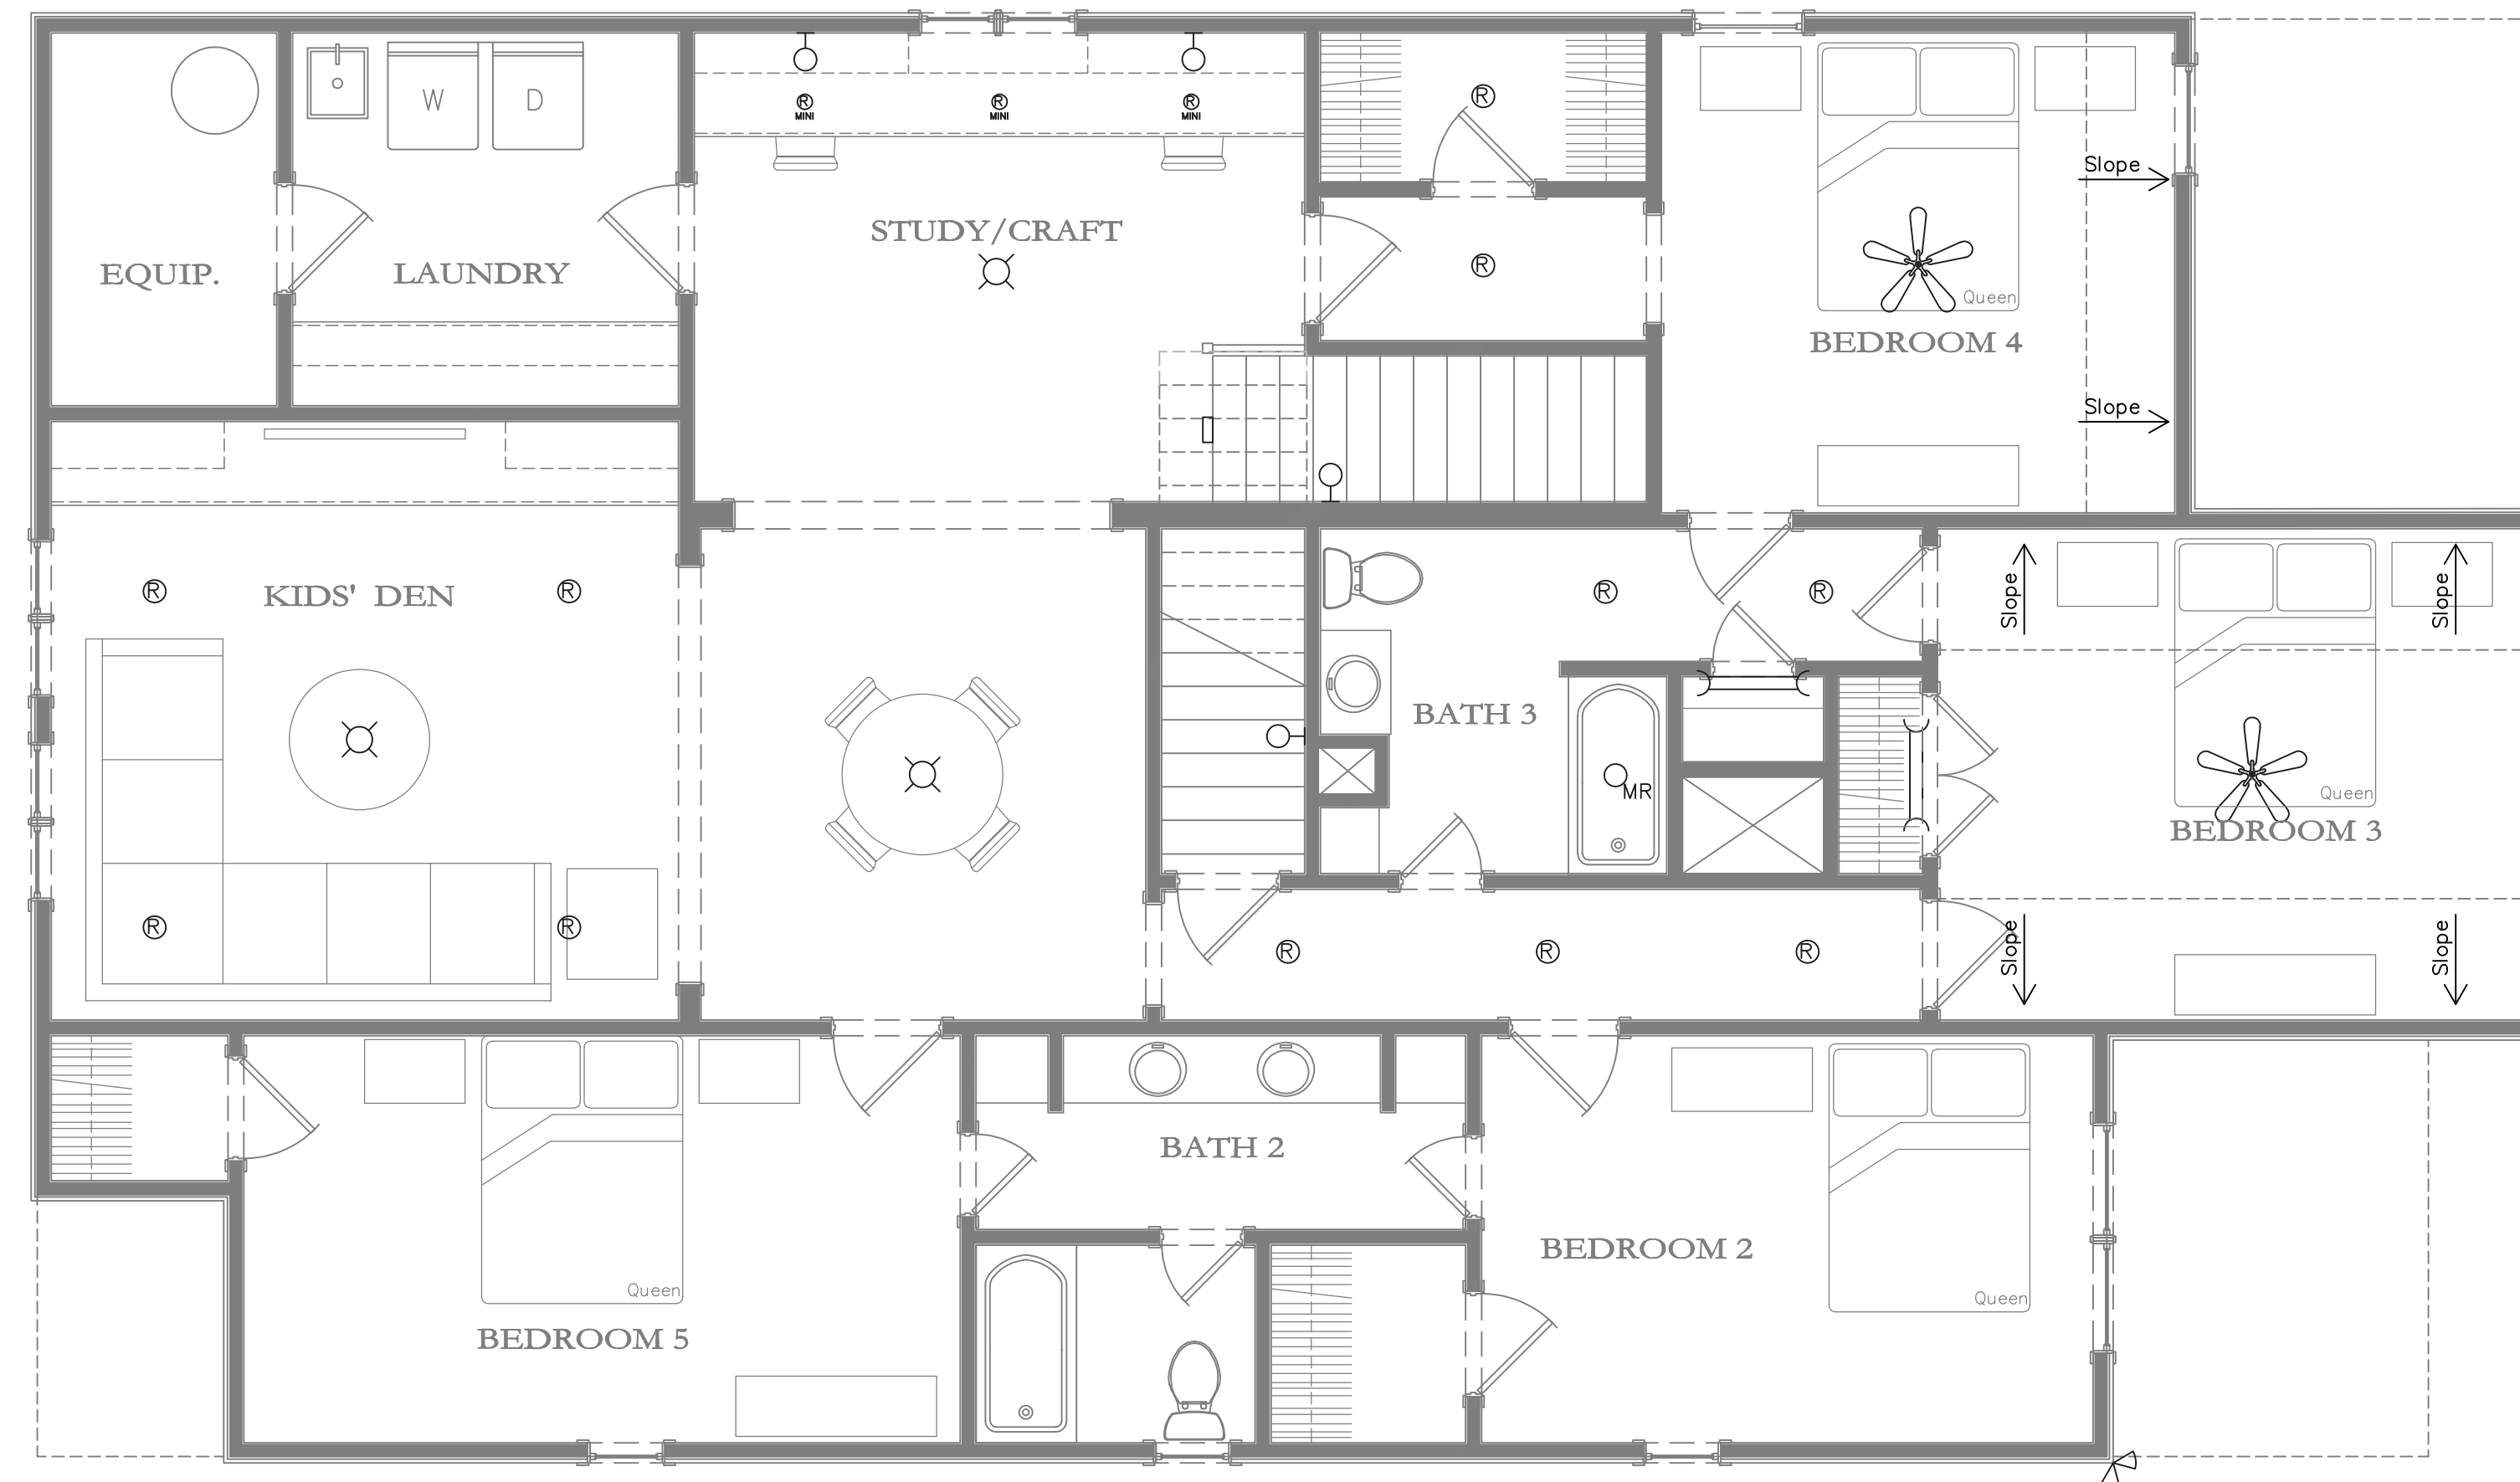 W
D
®
®
MINI
®
MINI
®
MINI
Slope
STUDY/CRAFT
EQUIP.
LAUNDRY
®
Queen
BEDROOM 4
Slope
®
KIDS' DEN
®
®
®
Slope
Slope
BATH 3
MR
Queen
BEDROOM 3
®
®
®
®
®
Slope
Slope
BATH 2
BEDROOM 2
Queen
Queen
BEDROOM 5